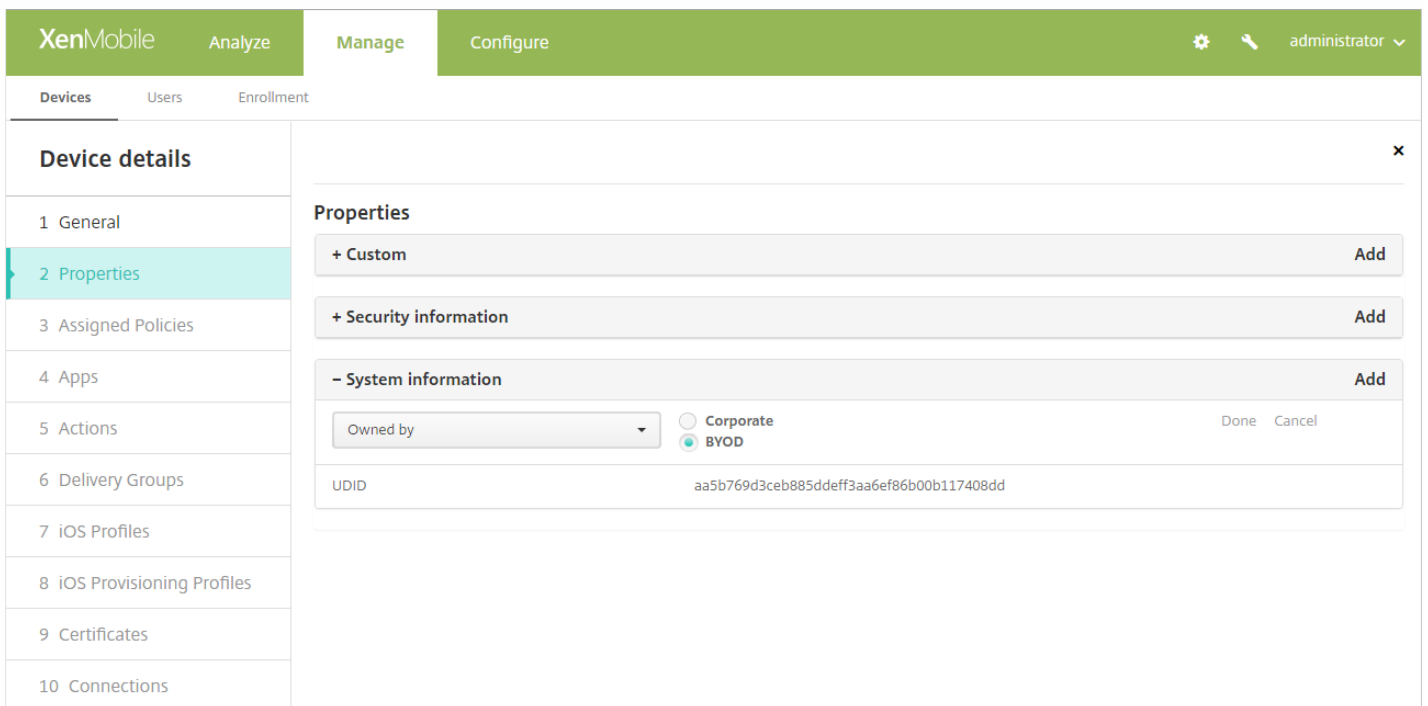 XenMobile Analyze Manage Configure administrator
Devices Users Enrollment
Device details
1 General
2 Properties
3 Assigned Policies
4 Apps
5 Actions
6 Delivery Groups
7 iOS Profiles
8 iOS Provisioning Profiles
9 Certificates
10 Connections
×
Properties
+ Custom Add
+ Security information Add
− System information Add
Owned by Corporate Done Cancel
BYOD
UDID aa5b769d3ceb885ddeff3aa6ef86b00b117408dd